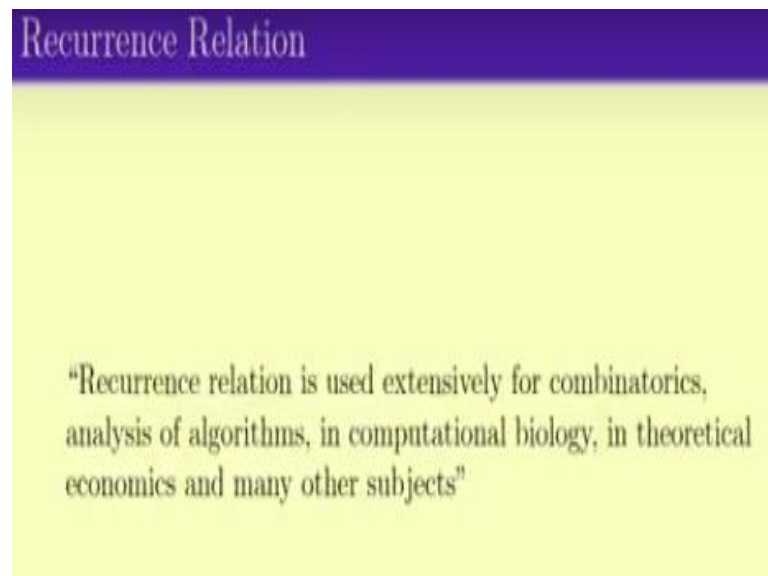 Recurrence Relation
“Recurrence relation is used extensively for combinatorics,
analysis of algorithms, in computational biology, in theoretical
economics and many other subjects”